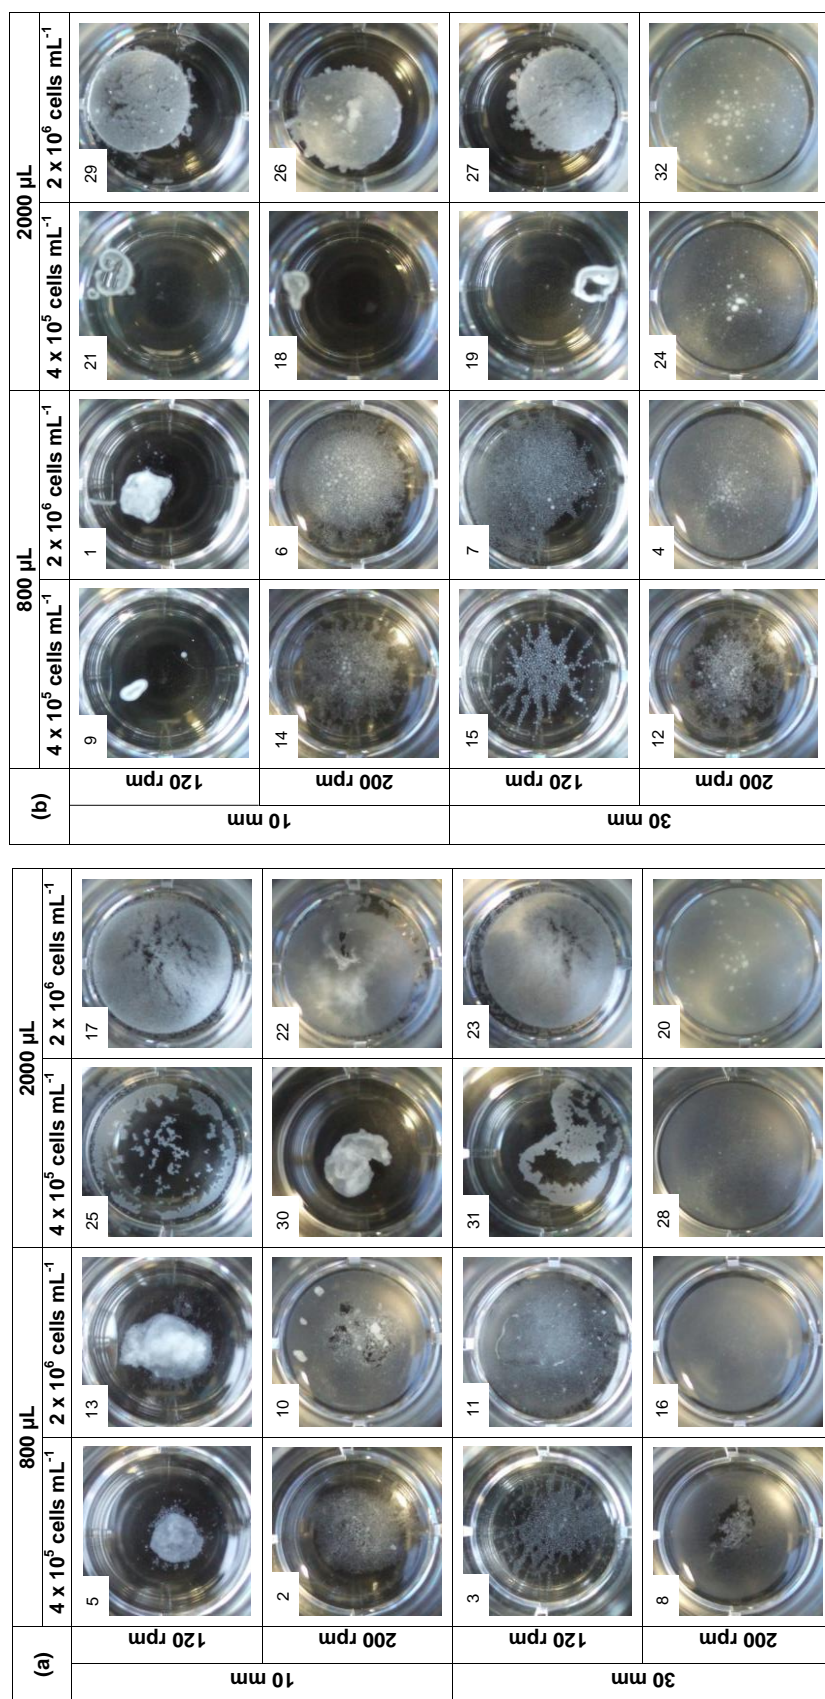 (a)
800 µL
2000 µL
4 x 10⁵ cells mL⁻¹
2 x 10⁶ cells mL⁻¹
4 x 10⁵ cells mL⁻¹
2 x 10⁶ cells mL⁻¹
10 mm
120 rpm
5
13
25
17
200 rpm
2
10
30
22
30 mm
120 rpm
3
11
31
23
200 rpm
8
16
28
20
(b)
800 µL
2000 µL
4 x 10⁵ cells mL⁻¹
2 x 10⁶ cells mL⁻¹
4 x 10⁵ cells mL⁻¹
2 x 10⁶ cells mL⁻¹
10 mm
120 rpm
9
1
21
29
200 rpm
14
6
18
26
30 mm
120 rpm
15
7
19
27
200 rpm
12
4
24
32